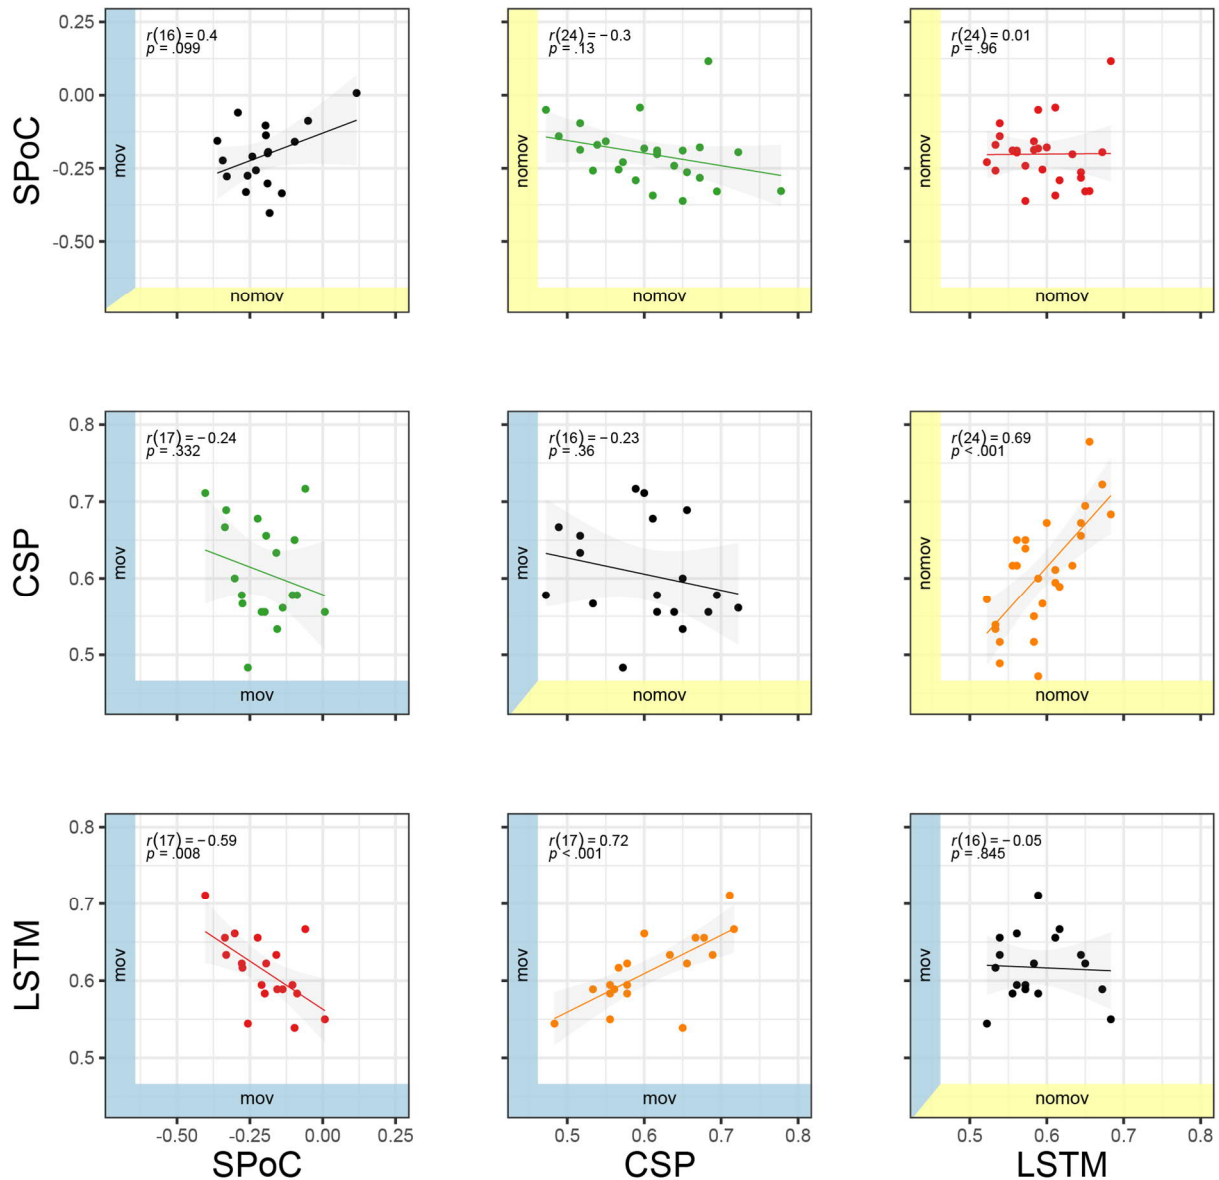 0.25
0.00
-0.25
-0.50
SPoC
r(16) = 0.4
p = .099
mov
nomov
r(24) = −0.3
p = .13
nomov
nomov
r(24) = 0.01
p = .96
nomov
nomov
0.8
0.7
0.6
0.5
CSP
r(17) = −0.24
p = .332
mov
mov
r(16) = −0.23
p = .36
mov
nomov
r(24) = 0.69
p < .001
nomov
nomov
0.8
0.7
0.6
0.5
LSTM
r(17) = −0.59
p = .008
mov
mov
r(17) = 0.72
p < .001
mov
mov
r(16) = −0.05
p = .845
mov
nomov
-0.50 -0.25 0.00 0.25
0.5 0.6 0.7 0.8
0.5 0.6 0.7 0.8
SPoC
CSP
LSTM